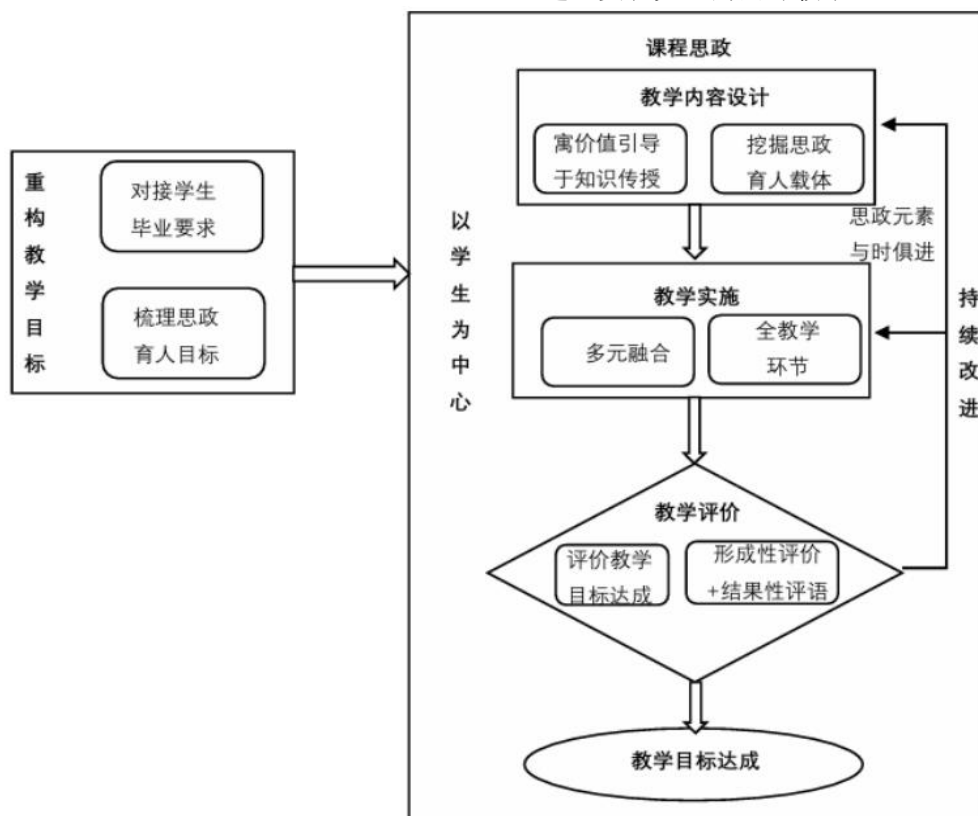 重构教学目标
对接学生
毕业要求
梳理思政
育人目标
以学生为中心
课程思政
教学内容设计
寓价值引导
于知识传授
挖掘思政
育人载体
思政元素
与时俱进
持续改进
教学实施
多元融合
全教学
环节
教学评价
评价教学
目标达成
形成性评价
+结果性评语
教学目标达成